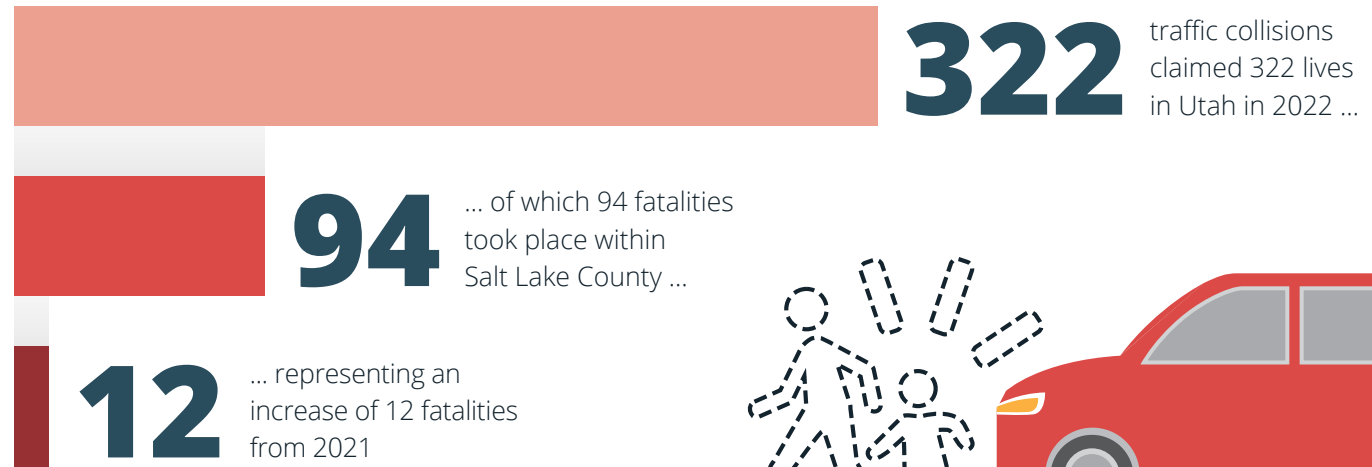 322
traffic collisions
claimed 322 lives
in Utah in 2022 ...
94
... of which 94 fatalities
took place within
Salt Lake County ...
12
... representing an
increase of 12 fatalities
from 2021